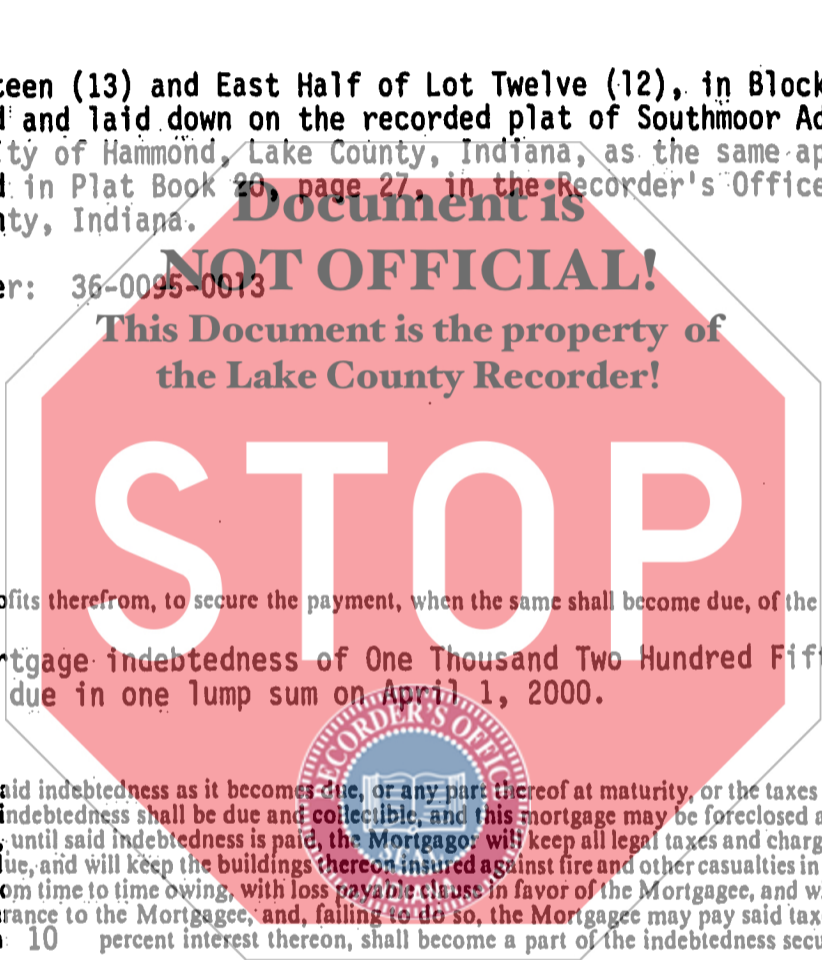 teen (13) and East Half of Lot Twelve (12), in Block
and laid down on the recorded plat of Southmoor Ad
ty of Hammond, Lake County, Indiana, as the same ap
in Plat Book 20, page 27, in the Recorder's Office
nty, Indiana.
Document is
NOT OFFICIAL!
er: 36-0095-0013
This Document is the property of
the Lake County Recorder!
STOP
ofits therefrom, to secure the payment, when the same shall become due, of the
rtgage indebtedness of One Thousand Two Hundred Fift
due in one lump sum on April 1, 2000.
RECORDER'S OFFICE
aid indebtedness as it becomes due, or any part thereof at maturity, or the taxes
indebtedness shall be due and collectible, and this mortgage may be foreclosed a
, until said indebtedness is paid, the Mortgagor will keep all legal taxes and charg
ue, and will keep the buildings thereon insured against fire and other casualties in
om time to time owing, with loss payable clause in favor of the Mortgagee, and w
INDIANA
rance to the Mortgagee, and, failing to do so, the Mortgagee may pay said tax
10 percent interest thereon, shall become a part of the indebtedness secu